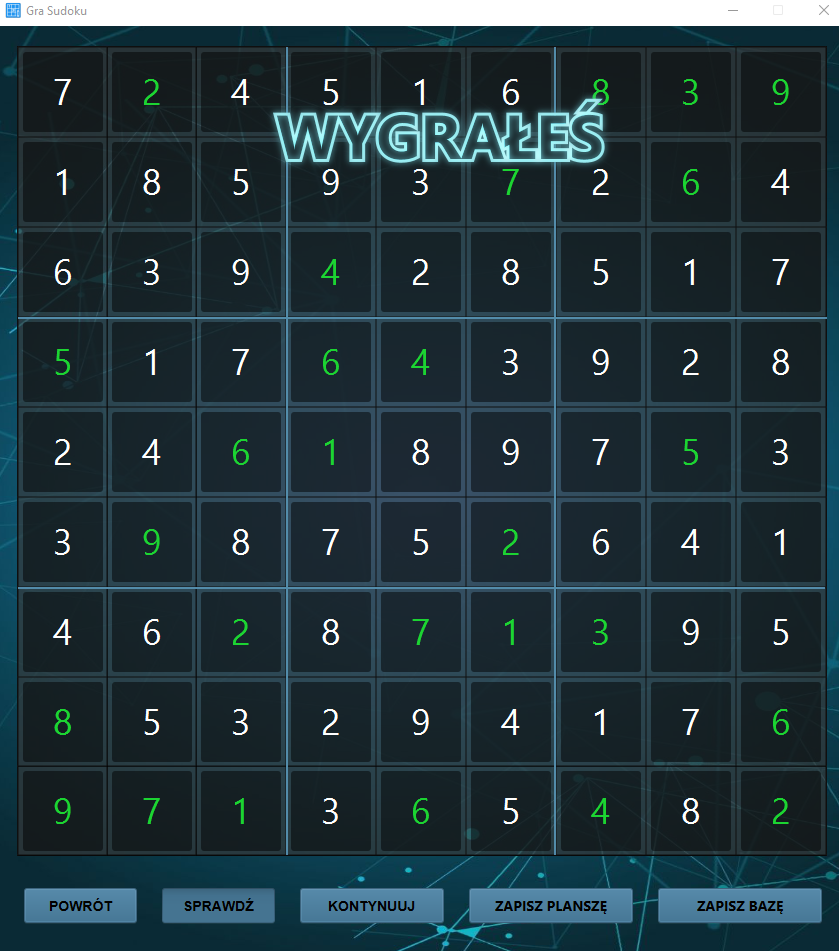 Gra Sudoku
7 2 4 5 1 6 8 3 9
WYGRAŁEŚ
1 8 5 9 3 7 2 6 4
6 3 9 4 2 8 5 1 7
5 1 7 6 4 3 9 2 8
2 4 6 1 8 9 7 5 3
3 9 8 7 5 2 6 4 1
4 6 2 8 7 1 3 9 5
8 5 3 2 9 4 1 7 6
9 7 1 3 6 5 4 8 2
POWRÓT SPRAWDŹ KONTYNUUJ ZAPISZ PLANSZĘ ZAPISZ BAZĘ